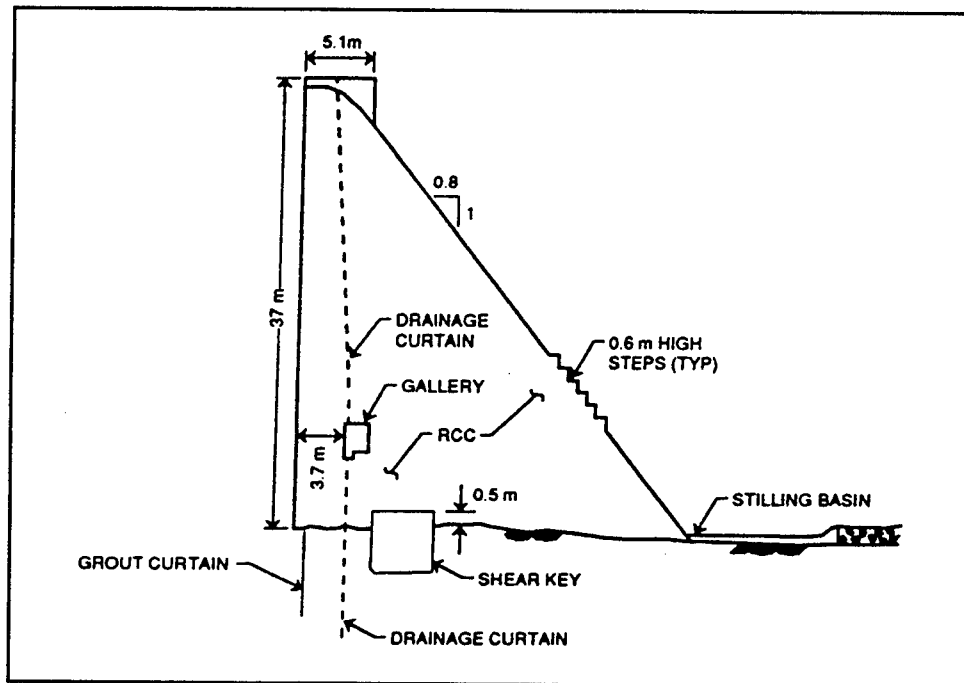 5.1m
0.8
1
37 m
DRAINAGE
CURTAIN
0.6 m HIGH
STEPS (TYP)
GALLERY
RCC
3.7 m
0.5 m
STILLING BASIN
GROUT CURTAIN
SHEAR KEY
DRAINAGE CURTAIN